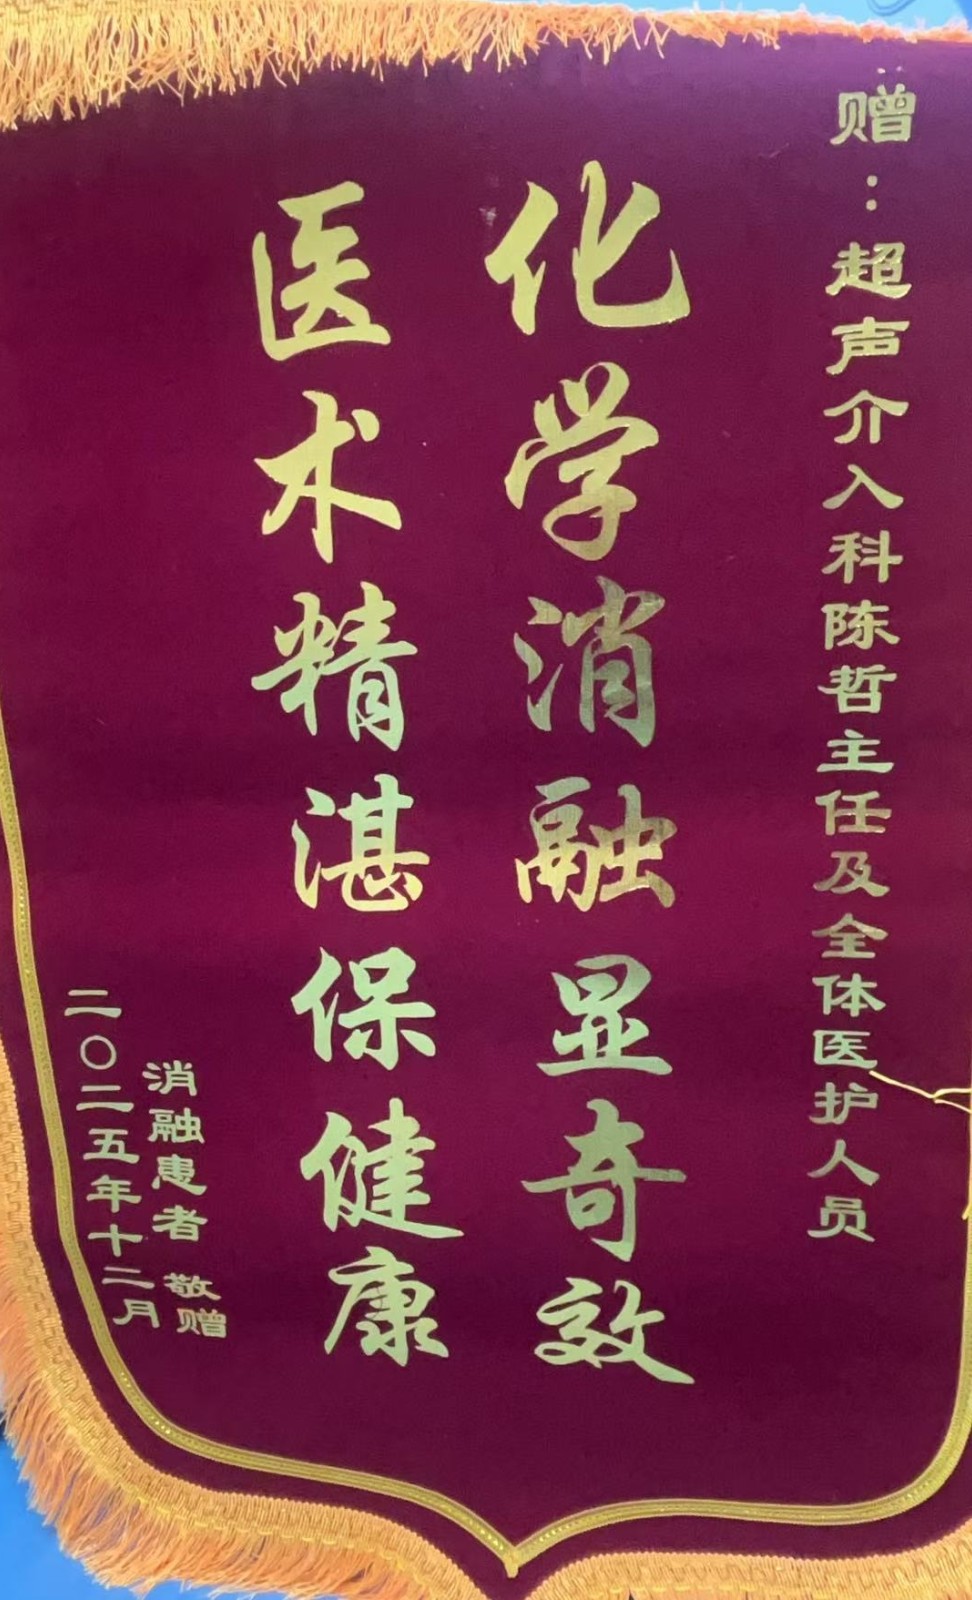 赠：超声介入科陈哲主任及全体医护人员
化学消融显奇效
医术精湛保健康
消融患者 敬赠
二〇二五年十二月